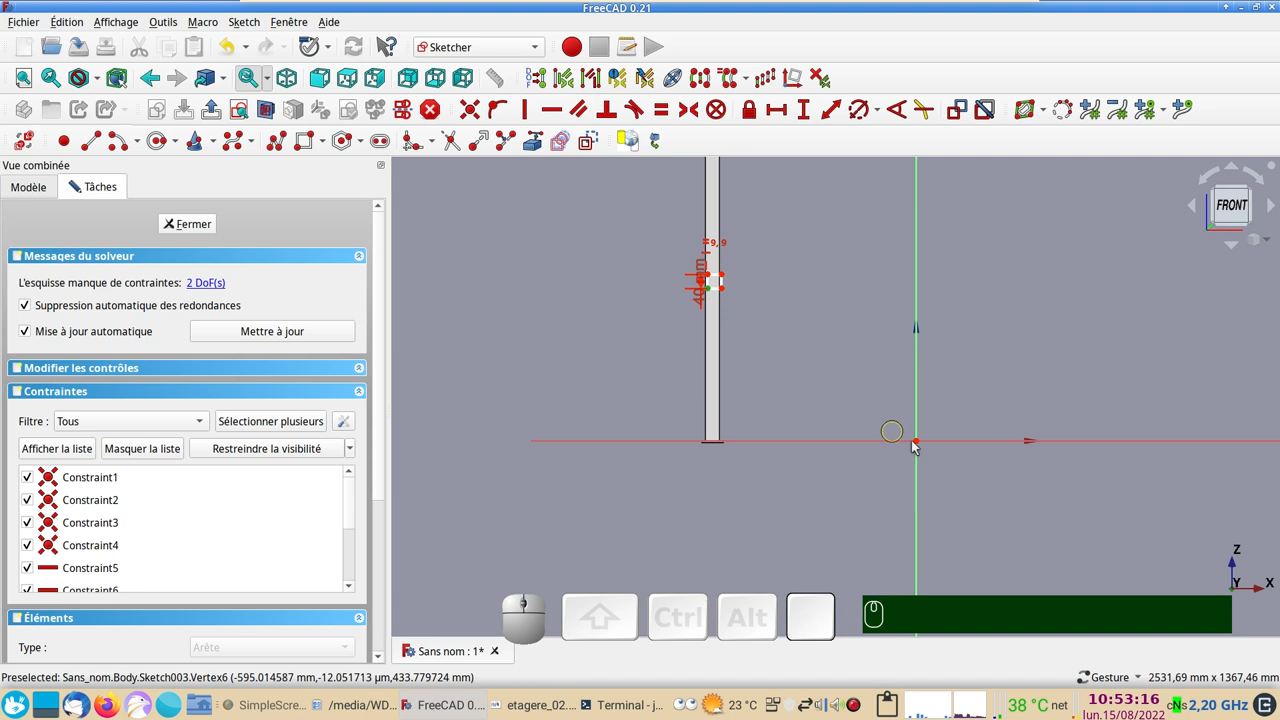 FreeCAD 0.21
Fichier Édition Affichage Outils Macro Sketch Fenêtre Aide
Sketcher
Vue combinée
Modèle Tâches
Fermer
Messages du solveur
L'esquisse manque de contraintes: 2 DoF(s)
Suppression automatique des redondances
Mise à jour automatique Mettre à jour
Modifier les contrôles
Contraintes
Filtre : Tous Sélectionner plusieurs
Afficher la liste Masquer la liste Restreindre la visibilité
Constraint1
Constraint2
Constraint3
Constraint4
Constraint5
Constraint6
Éléments
Type : Arête
9, 9
FRONT
Z
Y X
Ctrl Alt
Sans nom : 1*
Preselected: Sans_nom.Body.Sketch003.Vertex6 (-595.014587 mm,-12.051713 µm,433.779724 mm) Gesture 2531,69 mm x 1367,46 mm
SimpleScre... /media/WD... FreeCAD 0.... etagere_02.... Terminal - j... 23 °C 38 °C net 10:53:16 lun.15/08/2022 2,20 GHz